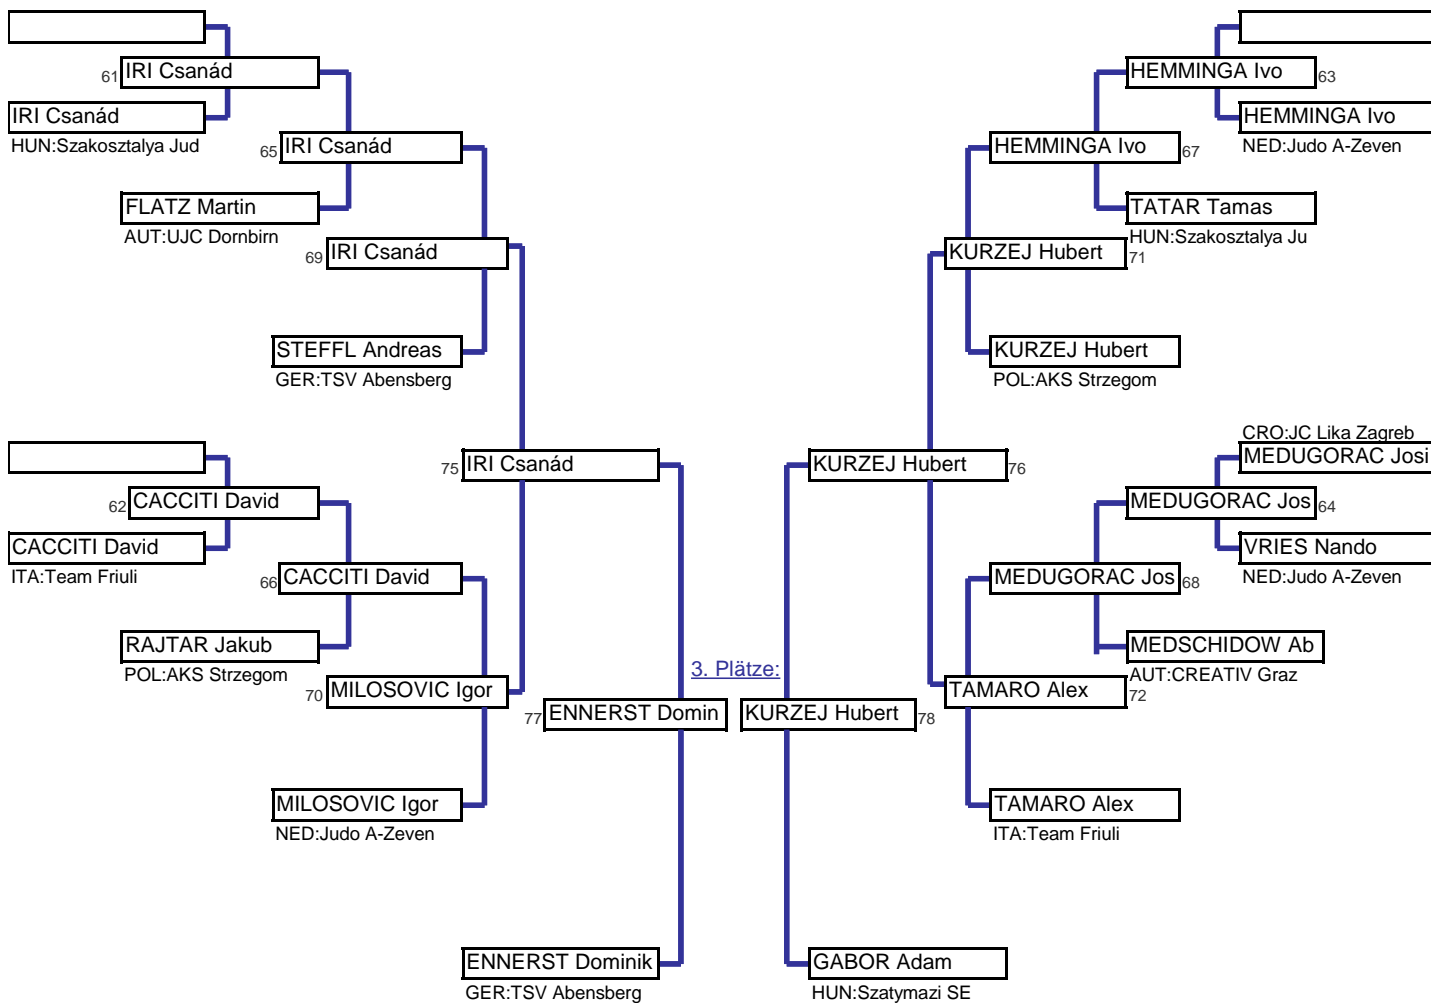 61 IRI Csanád
IRI Csanád
HUN:Szakosztalya Jud
65 IRI Csanád
FLATZ Martin
AUT:UJC Dornbirn
69 IRI Csanád
STEFFL Andreas
GER:TSV Abensberg
75 IRI Csanád
62 CACCITI David
CACCITI David
ITA:Team Friuli
66 CACCITI David
RAJTAR Jakub
POL:AKS Strzegom
70 MILOSOVIC Igor
77 ENNERST Domin
MILOSOVIC Igor
NED:Judo A-Zeven
ENNERST Dominik
GER:TSV Abensberg
3. Plätze:
HEMMINGA Ivo 63
HEMMINGA Ivo
NED:Judo A-Zeven
HEMMINGA Ivo 67
TATAR Tamas
HUN:Szakosztalya Ju
KURZEJ Hubert 71
KURZEJ Hubert
POL:AKS Strzegom
KURZEJ Hubert 76
CRO:JC Lika Zagreb
MEDUGORAC Josi
MEDUGORAC Jos 64
VRIES Nando
NED:Judo A-Zeven
MEDUGORAC Jos 68
MEDSCHIDOW Ab
AUT:CREATIV Graz
TAMARO Alex 72
KURZEJ Hubert 78
TAMARO Alex
ITA:Team Friuli
GABOR Adam
HUN:Szatymazi SE